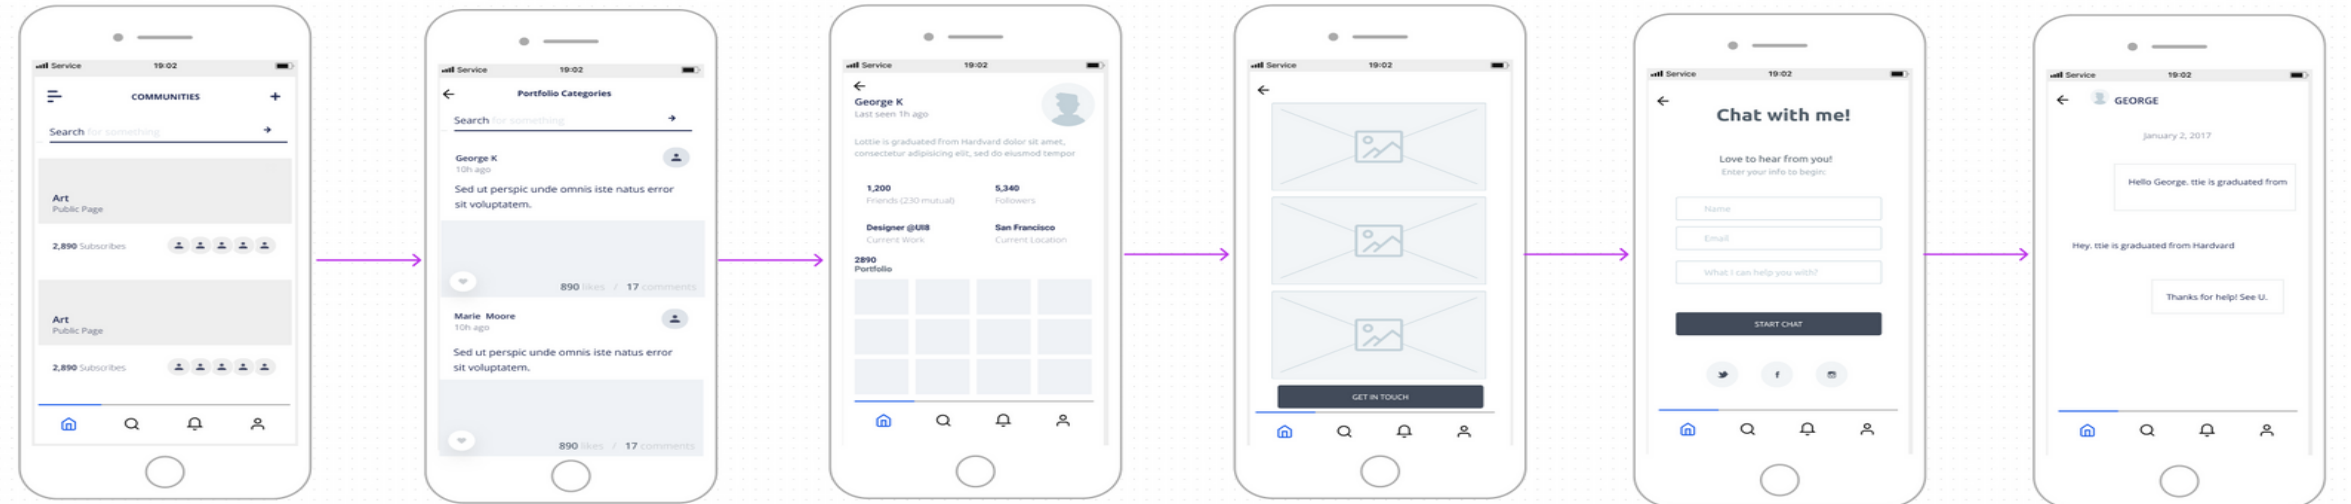 Service 19:02
COMMUNITIES +
Search for something
Art
Public Page
2,890 Subscribes
Art
Public Page
2,890 Subscribes
Service 19:02
Portfolio Categories
Search for something
George K
10h ago
Sed ut perspic unde omnis iste natus error
sit voluptatem.
890 likes / 17 comments
Marie Moore
10h ago
Sed ut perspic unde omnis iste natus error
sit voluptatem.
890 likes / 17 comments
Service 19:02
George K
Last seen 1h ago
Lottie is graduated from Hardvard dolor sit amet,
consectetur adipisicing elit, sed do eiusmod tempor
1,200 5,340
Friends (230 mutual) Followers
Designer @UI8 San Francisco
Current Work Current Location
2890
Portfolio
Service 19:02
GET IN TOUCH
Service 19:02
Chat with me!
Love to hear from you!
Enter your info to begin:
Name
Email
What I can help you with?
START CHAT
Service 19:02
GEORGE
January 2, 2017
Hello George. ttie is graduated from
Hey. ttie is graduated from Hardvard
Thanks for help! See U.